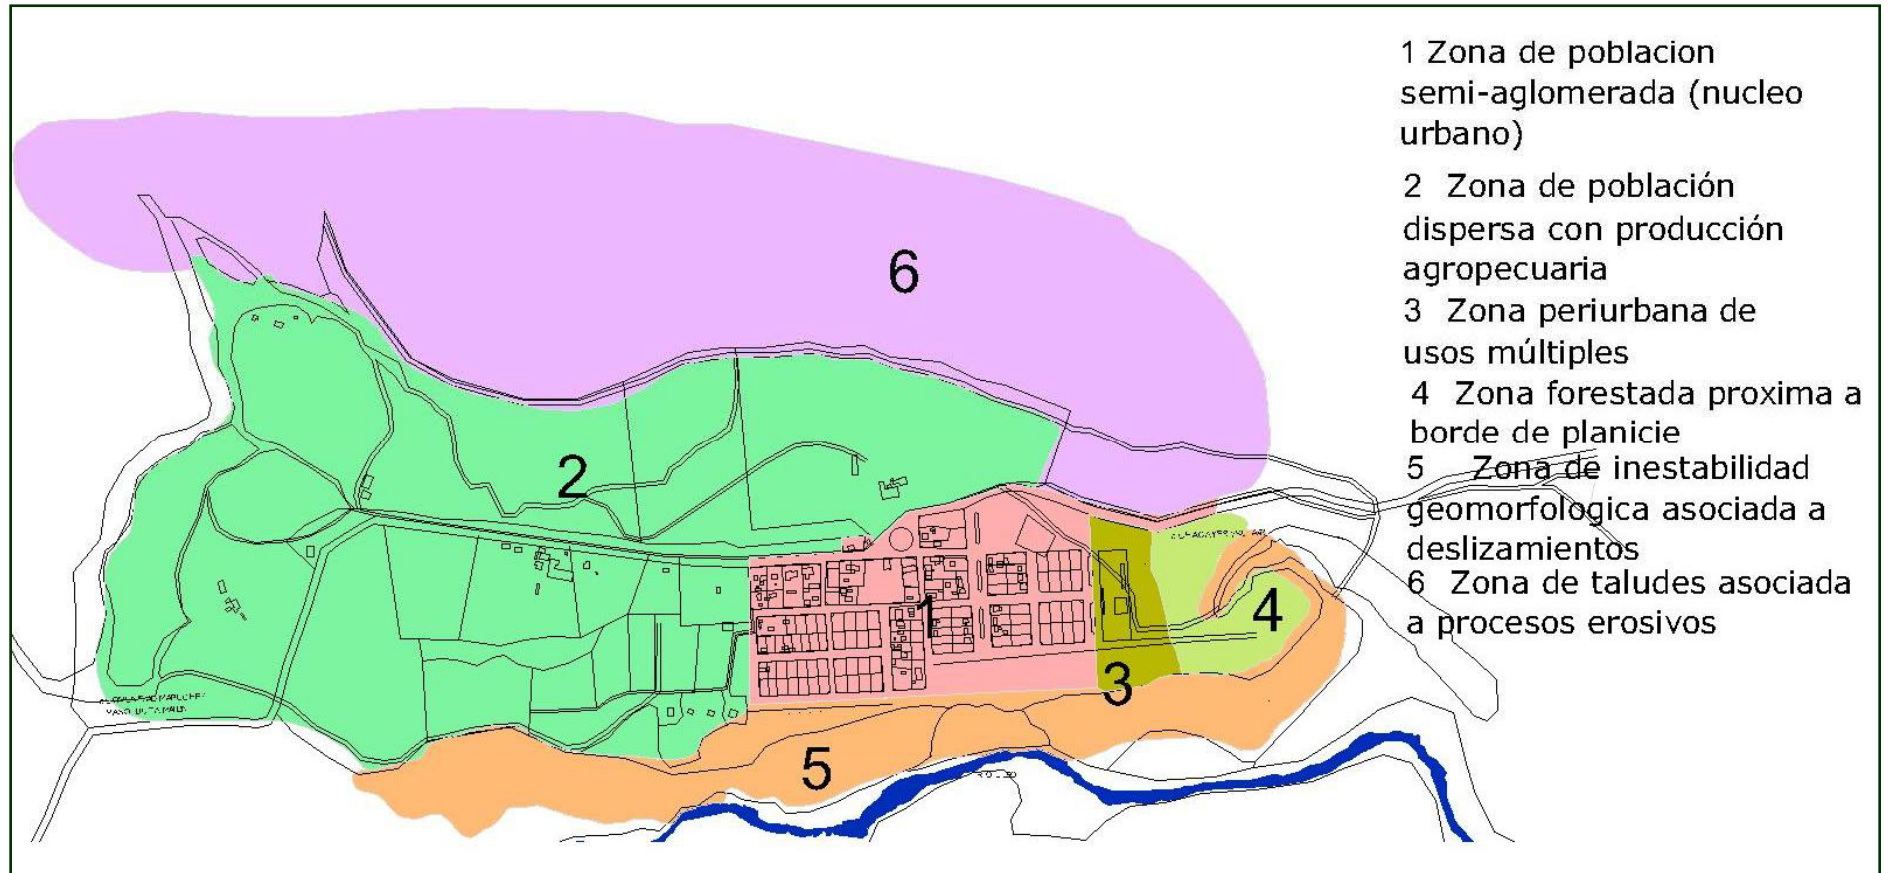 1 Zona de poblacion
semi-aglomerada (nucleo
urbano)
2 Zona de población
dispersa con producción
agropecuaria
3 Zona periurbana de
usos múltiples
4 Zona forestada proxima a
borde de planicie
5 Zona de inestabilidad
geomorfologica asociada a
deslizamientos
6 Zona de taludes asociada
a procesos erosivos
6
2
1
4
3
5